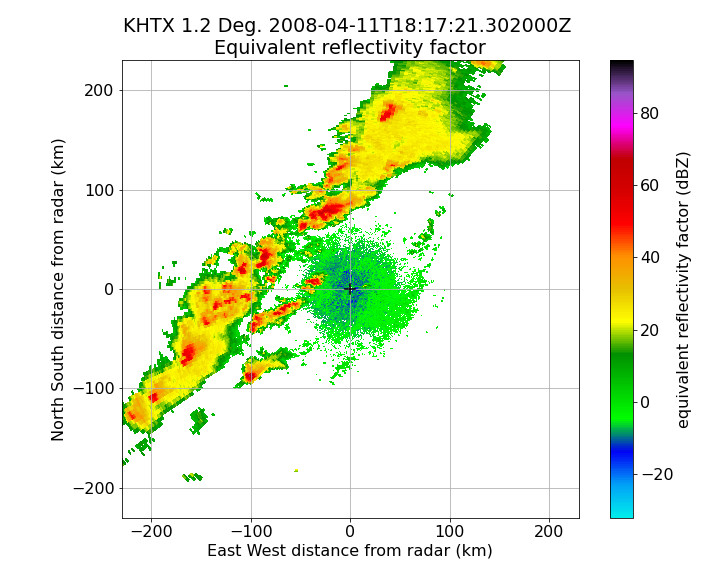 KHTX 1.2 Deg. 2008-04-11T18:17:21.302000Z
Equivalent reflectivity factor
North South distance from radar (km)
200
100
0
−100
−200
−200 −100 0 100 200
East West distance from radar (km)
80
60
40
20
0
−20
equivalent reflectivity factor (dBZ)